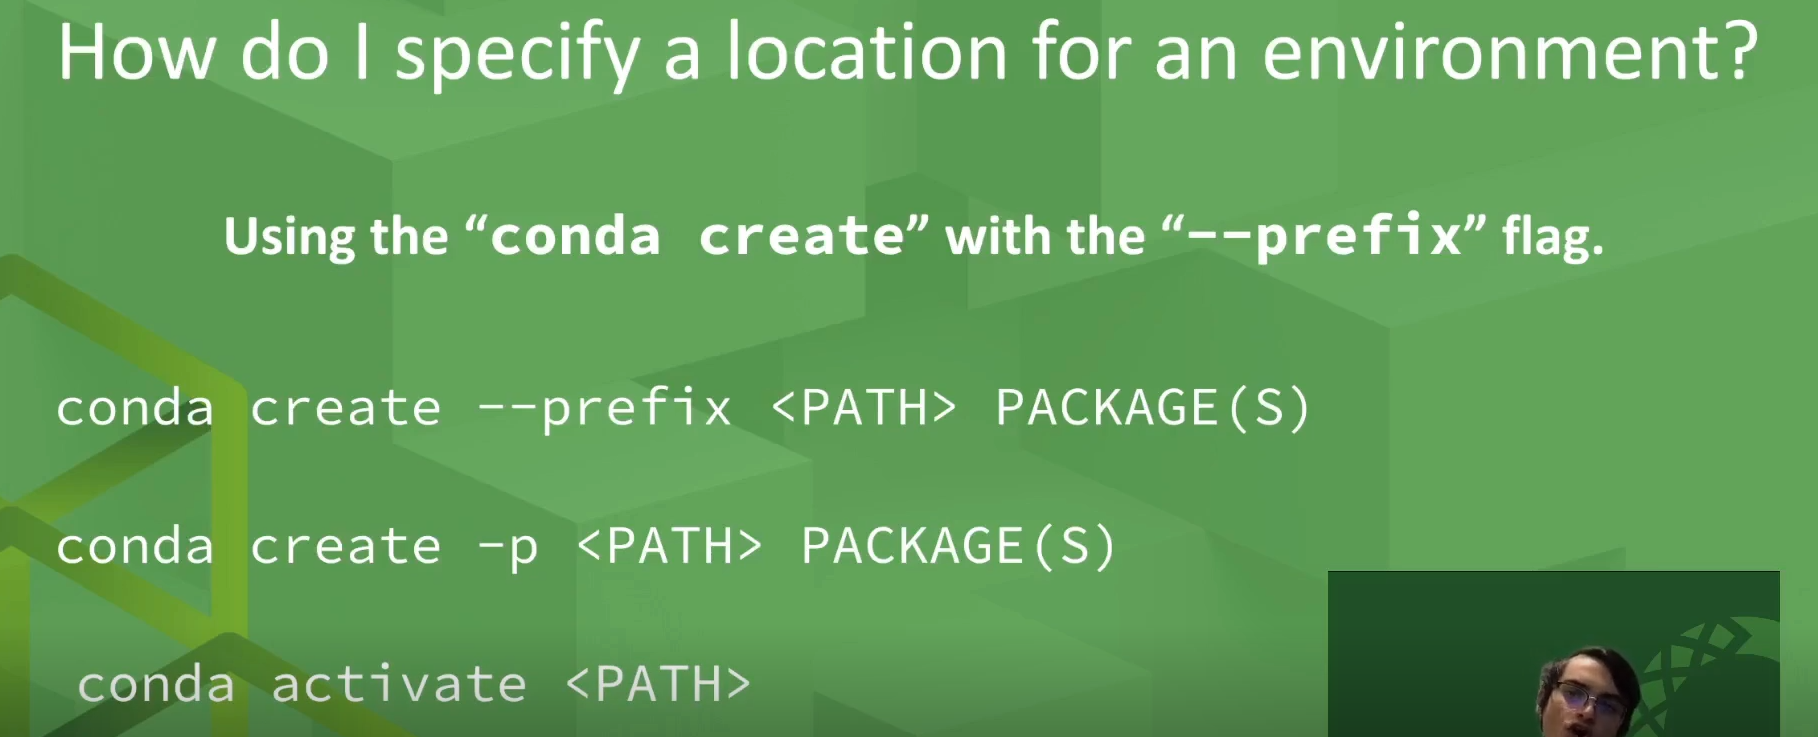 How do I specify a location for an environment?
Using the “conda create” with the “--prefix” flag.
conda create --prefix <PATH> PACKAGE(S)
conda create -p <PATH> PACKAGE(S)
conda activate <PATH>